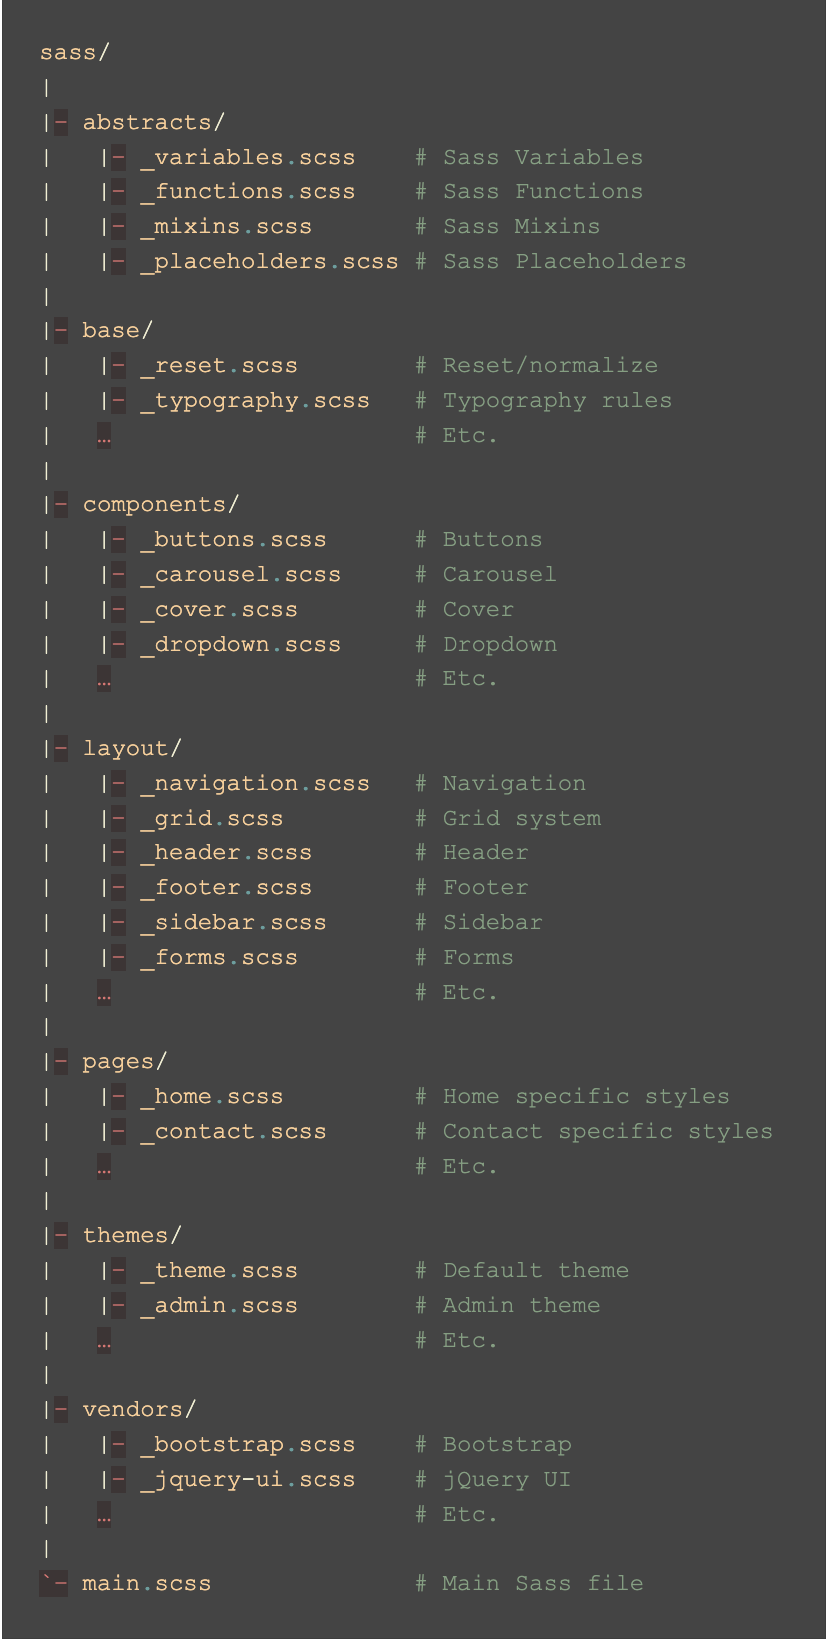 sass/
|
|- abstracts/
|   |- _variables.scss    # Sass Variables
|   |- _functions.scss    # Sass Functions
|   |- _mixins.scss       # Sass Mixins
|   |- _placeholders.scss # Sass Placeholders
|
|- base/
|   |- _reset.scss        # Reset/normalize
|   |- _typography.scss   # Typography rules
|   …                     # Etc.
|
|- components/
|   |- _buttons.scss      # Buttons
|   |- _carousel.scss     # Carousel
|   |- _cover.scss        # Cover
|   |- _dropdown.scss     # Dropdown
|   …                     # Etc.
|
|- layout/
|   |- _navigation.scss   # Navigation
|   |- _grid.scss         # Grid system
|   |- _header.scss       # Header
|   |- _footer.scss       # Footer
|   |- _sidebar.scss      # Sidebar
|   |- _forms.scss        # Forms
|   …                     # Etc.
|
|- pages/
|   |- _home.scss         # Home specific styles
|   |- _contact.scss      # Contact specific styles
|   …                     # Etc.
|
|- themes/
|   |- _theme.scss        # Default theme
|   |- _admin.scss        # Admin theme
|   …                     # Etc.
|
|- vendors/
|   |- _bootstrap.scss    # Bootstrap
|   |- _jquery-ui.scss    # jQuery UI
|   …                     # Etc.
|
`- main.scss              # Main Sass file